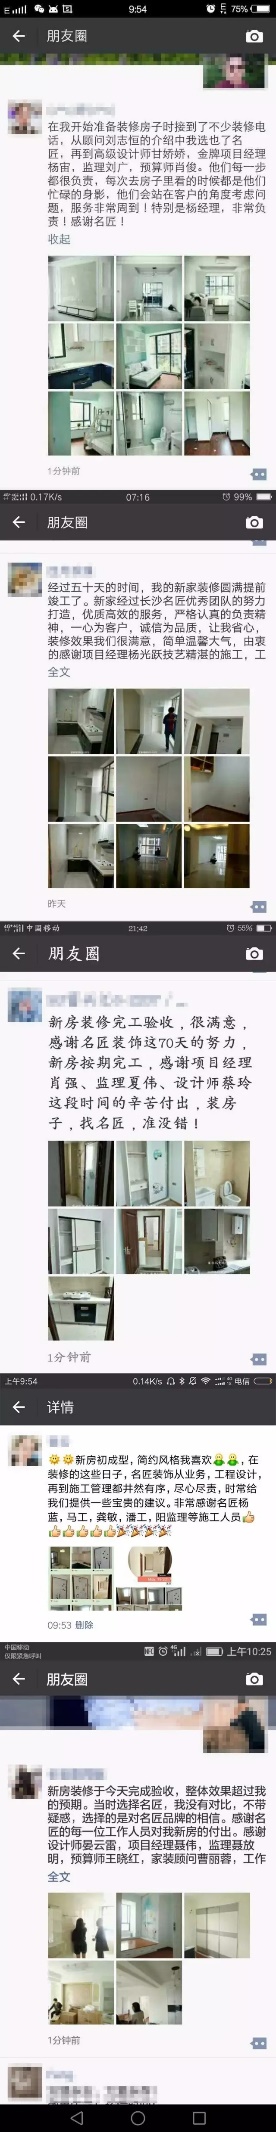 9:54
75%
朋友圈
在我开始准备装修房子时接到了不少装修电
话，从顾问刘志恒的介绍中我选也了名
匠，再到高级设计师甘娇娇，金牌项目经理
杨宙，监理刘广，预算师肖俊。他们每一步
都很负责，每次去房子里看的时候都是他们
忙碌的身影，他们会站在客户的角度考虑问
题，服务非常周到！特别是杨经理，非常负
责！感谢名匠！
收起
1分钟前
0.17K/s
07:16
99%
朋友圈
经过五十天的时间，我的新家装修圆满提前
竣工了。新家经过长沙名匠优秀团队的努力
打造，优质高效的服务，严格认真的负责精
神，一心为客户，诚信为品质，让我省心，
装修效果我们很满意，简单温馨大气，由衷
的感谢项目经理杨光跃技艺精湛的施工，工
全文
昨天
中国移动
21:42
55%
朋友圈
新房装修完工验收，很满意，
感谢名匠装饰这70天的努力，
新房按期完工，感谢项目经理
肖强、监理夏伟、设计师蔡玲
这段时间的辛苦付出，装房
子，找名匠，准没错！
1分钟前
上午9:54
0.14K/s
电信
详情
🌞🌞新房初成型，简约风格我喜欢，在
装修的这些日子，名匠装饰从业务，工程设计，
再到施工管理都井然有序，尽心尽责，时常给
我们提供一些宝贵的建议。非常感谢名匠杨
蓝，马工，龚敏，潘工，阳监理等施工人员👍
👍👍👍👍👍🎉🎉🎉🎉
09:53 删除
中国移动
仅限紧急呼叫
上午10:25
朋友圈
新房装修于今天完成验收，整体效果超过我
的预期。当时选择名匠，我没有对比，不带
疑惑，选择的是对名匠品牌的相信。感谢名
匠的每一位工作人员对我新房的付出。感谢
设计师晏云雷，项目经理聂伟，监理聂放
明，预算师王晓红，家装顾问曹丽蓉，工作
全文
1分钟前